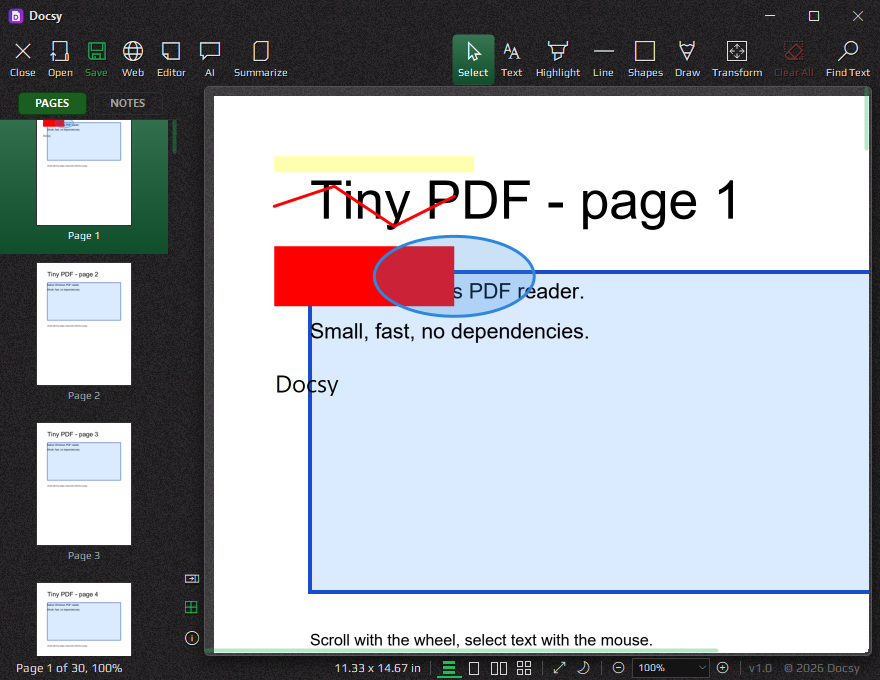 Docsy
Close
Open
Save
Web
Editor
AI
Summarize
Select
Text
Highlight
Line
Shapes
Draw
Transform
Clear All
Find Text
PAGES
NOTES
Page 1
Tiny PDF - page 2
Page 2
Tiny PDF - page 3
Page 3
Tiny PDF - page 4
Tiny PDF - page 1
s PDF reader.
Small, fast, no dependencies.
Docsy
Scroll with the wheel, select text with the mouse.
Page 1 of 30, 100%
11.33 x 14.67 in
100%
v1.0
© 2026 Docsy